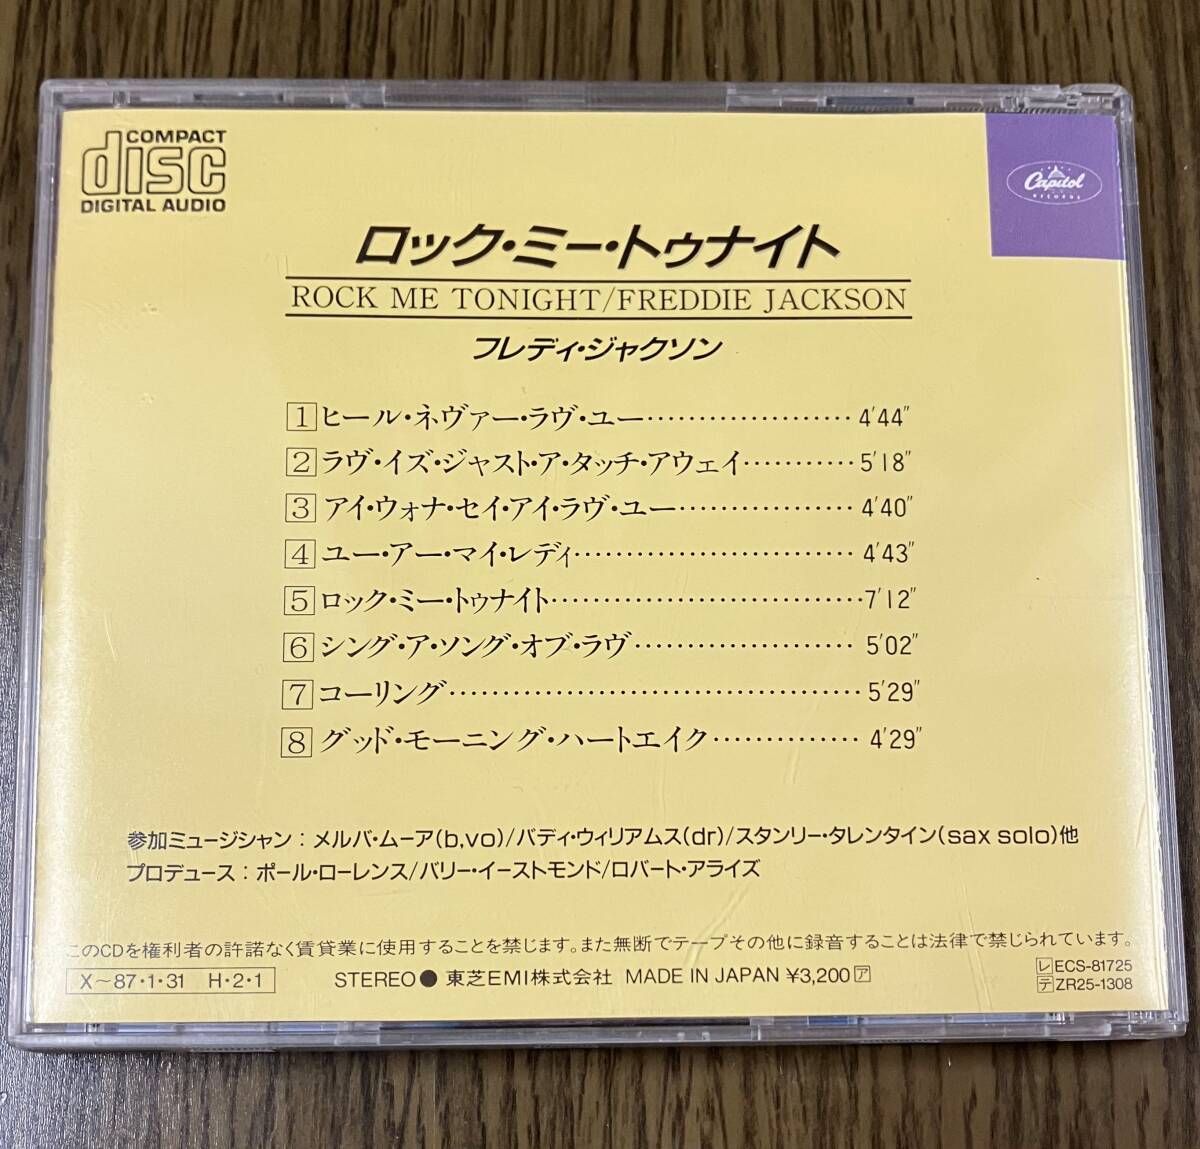 COMPACT
disc
DIGITAL AUDIO
Capitol
RECORDS
ロック・ミー・トゥナイト
ROCK ME TONIGHT/FREDDIE JACKSON
フレディ・ジャクソン
1 ヒール・ネヴァー・ラヴ・ユー………………… 4'44"
2 ラヴ・イズ・ジャスト・ア・タッチ・アウェイ………… 5'18"
3 アイ・ウォナ・セイ・アイ・ラヴ・ユー……………… 4'40"
4 ユー・アー・マイ・レディ……………………… 4'43"
5 ロック・ミー・トゥナイト…………………………7'12"
6 シング・ア・ソング・オブ・ラヴ………………… 5'02"
7 コーリング………………………………… 5'29"
8 グッド・モーニング・ハートエイク…………… 4'29"
参加ミュージシャン：メルバ・ムーア(b,vo)/バディ・ウィリアムス(dr)/スタンリー・タレンタイン(sax solo)他
プロデュース：ポール・ローレンス/バリー・イーストモンド/ロバート・アライズ
このCDを権利者の許諾なく賃貸業に使用することを禁じます。また無断でテープその他に録音することは法律で禁じられています。
X～87・1・31 H・2・1 STEREO● 東芝EMI株式会社 MADE IN JAPAN ¥3,200ア
レECS-81725
テZR25-1308